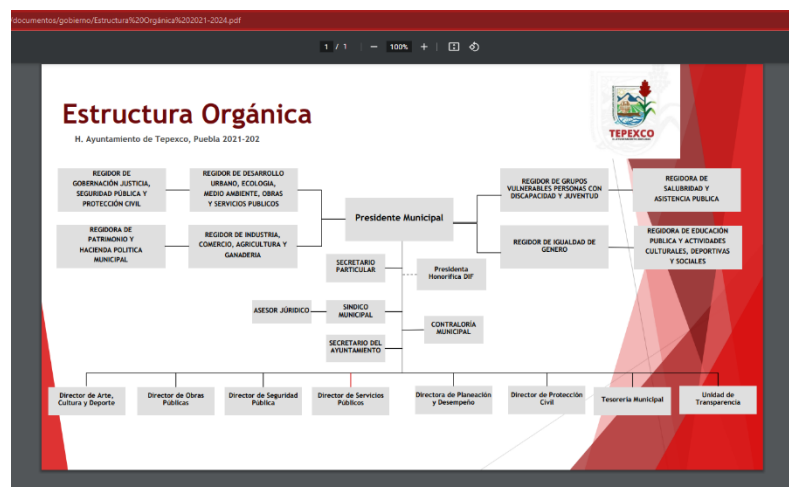 /documentos/gobierno/Estructura%20Orgánica%202021-2024.pdf
1 / 1 | − 100% + |
Estructura Orgánica
H. Ayuntamiento de Tepexco, Puebla 2021-202
TEPEXCO
REGIDOR DE
GOBERNACIÓN JUSTICIA,
SEGURIDAD PÚBLICA Y
PROTECCIÓN CIVIL
REGIDOR DE DESARROLLO
URBANO, ECOLOGIA,
MEDIO AMBIENTE, OBRAS
Y SERVICIOS PUBLICOS
REGIDOR DE GRUPOS
VULNERABLES PERSONAS CON
DISCAPACIDAD Y JUVENTUD
REGIDORA DE
SALUBRIDAD Y
ASISTENCIA PUBLICA
Presidente Municipal
REGIDORA DE
PATRIMONIO Y
HACIENDA POLITICA
MUNICIPAL
REGIDOR DE INDUSTRIA,
COMERCIO, AGRICULTURA Y
GANADERIA
REGIDOR DE IGUALDAD DE
GENERO
REGIDORA DE EDUCACIÓN
PUBLICA Y ACTIVIDADES
CULTURALES, DEPORTIVAS
Y SOCIALES
SECRETARIO
PARTICULAR
Presidenta
Honorifica DIF
ASESOR JÚRIDICO
SINDICO
MUNICIPAL
CONTRALORÍA
MUNICIPAL
SECRETARIO DEL
AYUNTAMIENTO
Director de Arte,
Cultura y Deporte
Director de Obras
Públicas
Director de Seguridad
Pública
Director de Servicios
Públicos
Directora de Planeación
y Desempeño
Director de Protección
Civil
Tesorería Municipal
Unidad de
Transparencia